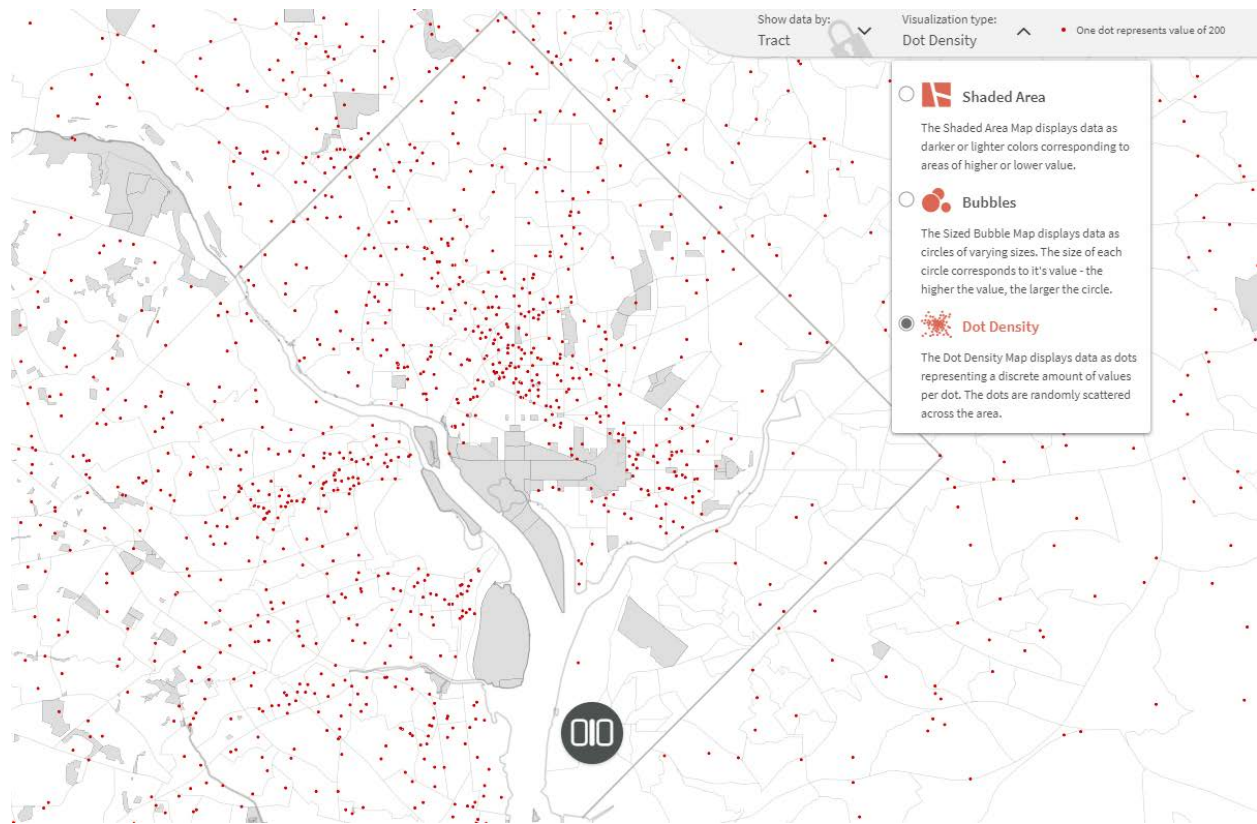 Show data by:
Tract
Visualization type:
Dot Density
One dot represents value of 200
Shaded Area
The Shaded Area Map displays data as
darker or lighter colors corresponding to
areas of higher or lower value.
Bubbles
The Sized Bubble Map displays data as
circles of varying sizes. The size of each
circle corresponds to it's value - the
higher the value, the larger the circle.
Dot Density
The Dot Density Map displays data as dots
representing a discrete amount of values
per dot. The dots are randomly scattered
across the area.